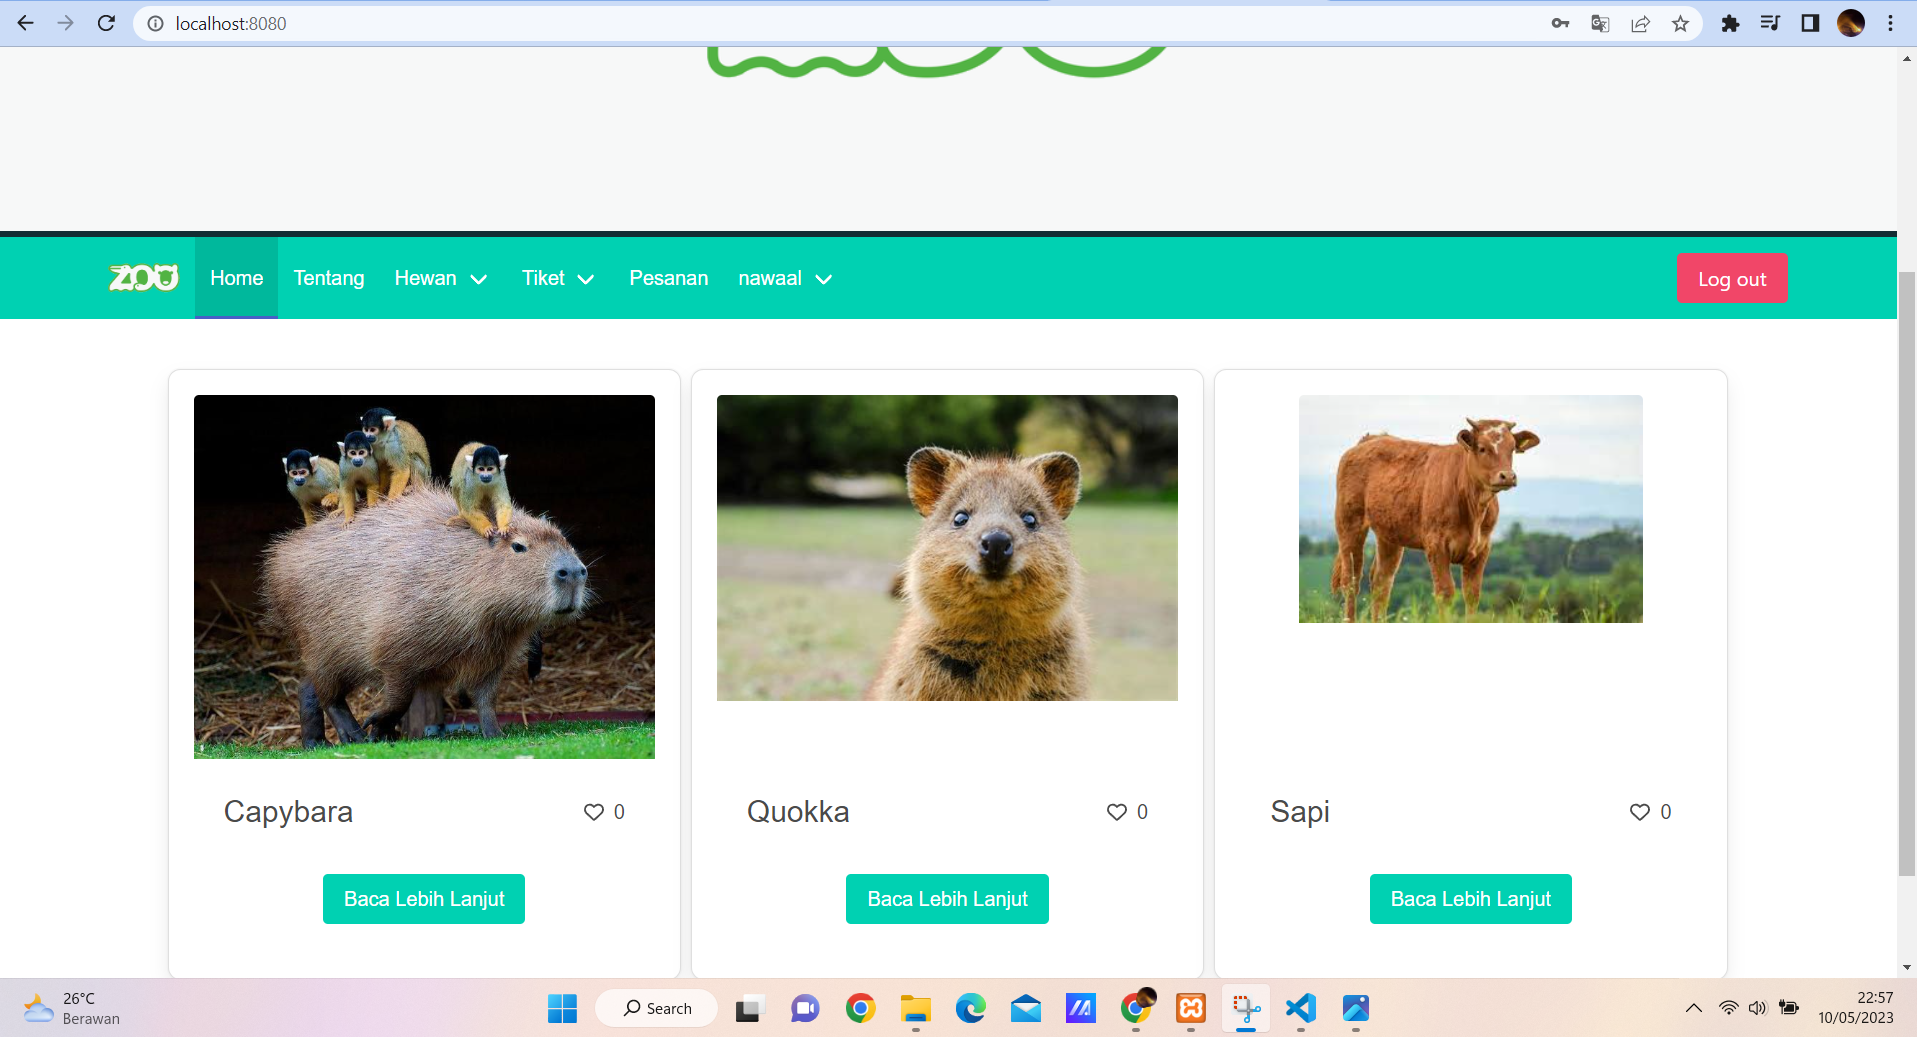 localhost:8080
ZOO
Home Tentang Hewan Tiket Pesanan nawaal Log out
Capybara 0
Quokka 0
Sapi 0
Baca Lebih Lanjut
Baca Lebih Lanjut
Baca Lebih Lanjut
26°C
Berawan
Search
22:57
10/05/2023